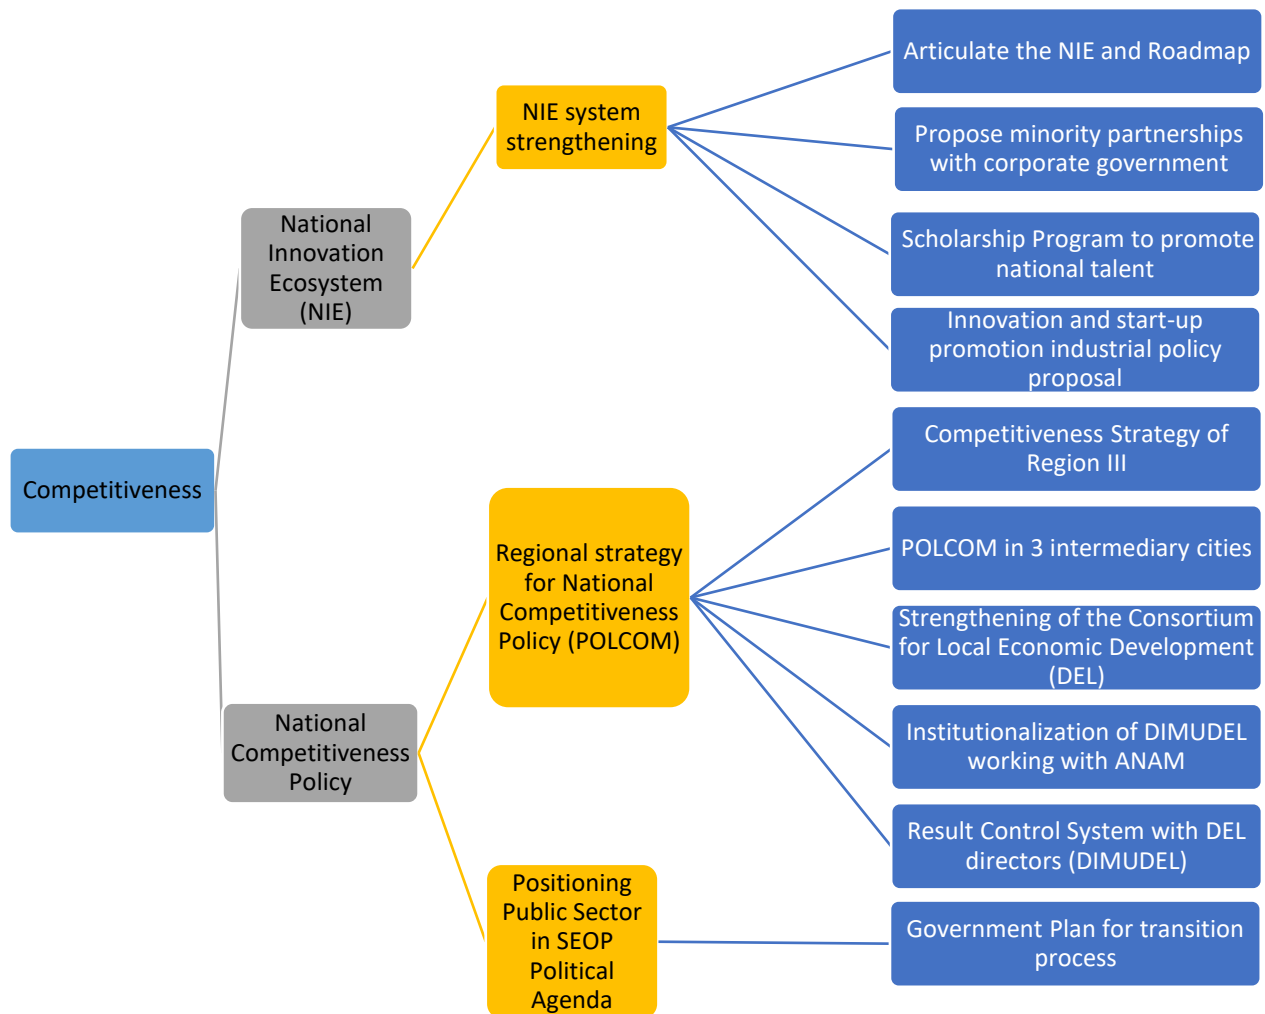 Competitiveness
National
Innovation
Ecosystem
(NIE)
National
Competitiveness
Policy
NIE system
strengthening
Regional strategy
for National
Competitiveness
Policy (POLCOM)
Positioning
Public Sector
in SEOP
Political
Agenda
Articulate the NIE and Roadmap
Propose minority partnerships
with corporate government
Scholarship Program to promote
national talent
Innovation and start-up
promotion industrial policy
proposal
Competitiveness Strategy of
Region III
POLCOM in 3 intermediary cities
Strengthening of the Consortium
for Local Economic Development
(DEL)
Institutionalization of DIMUDEL
working with ANAM
Result Control System with DEL
directors (DIMUDEL)
Government Plan for transition
process